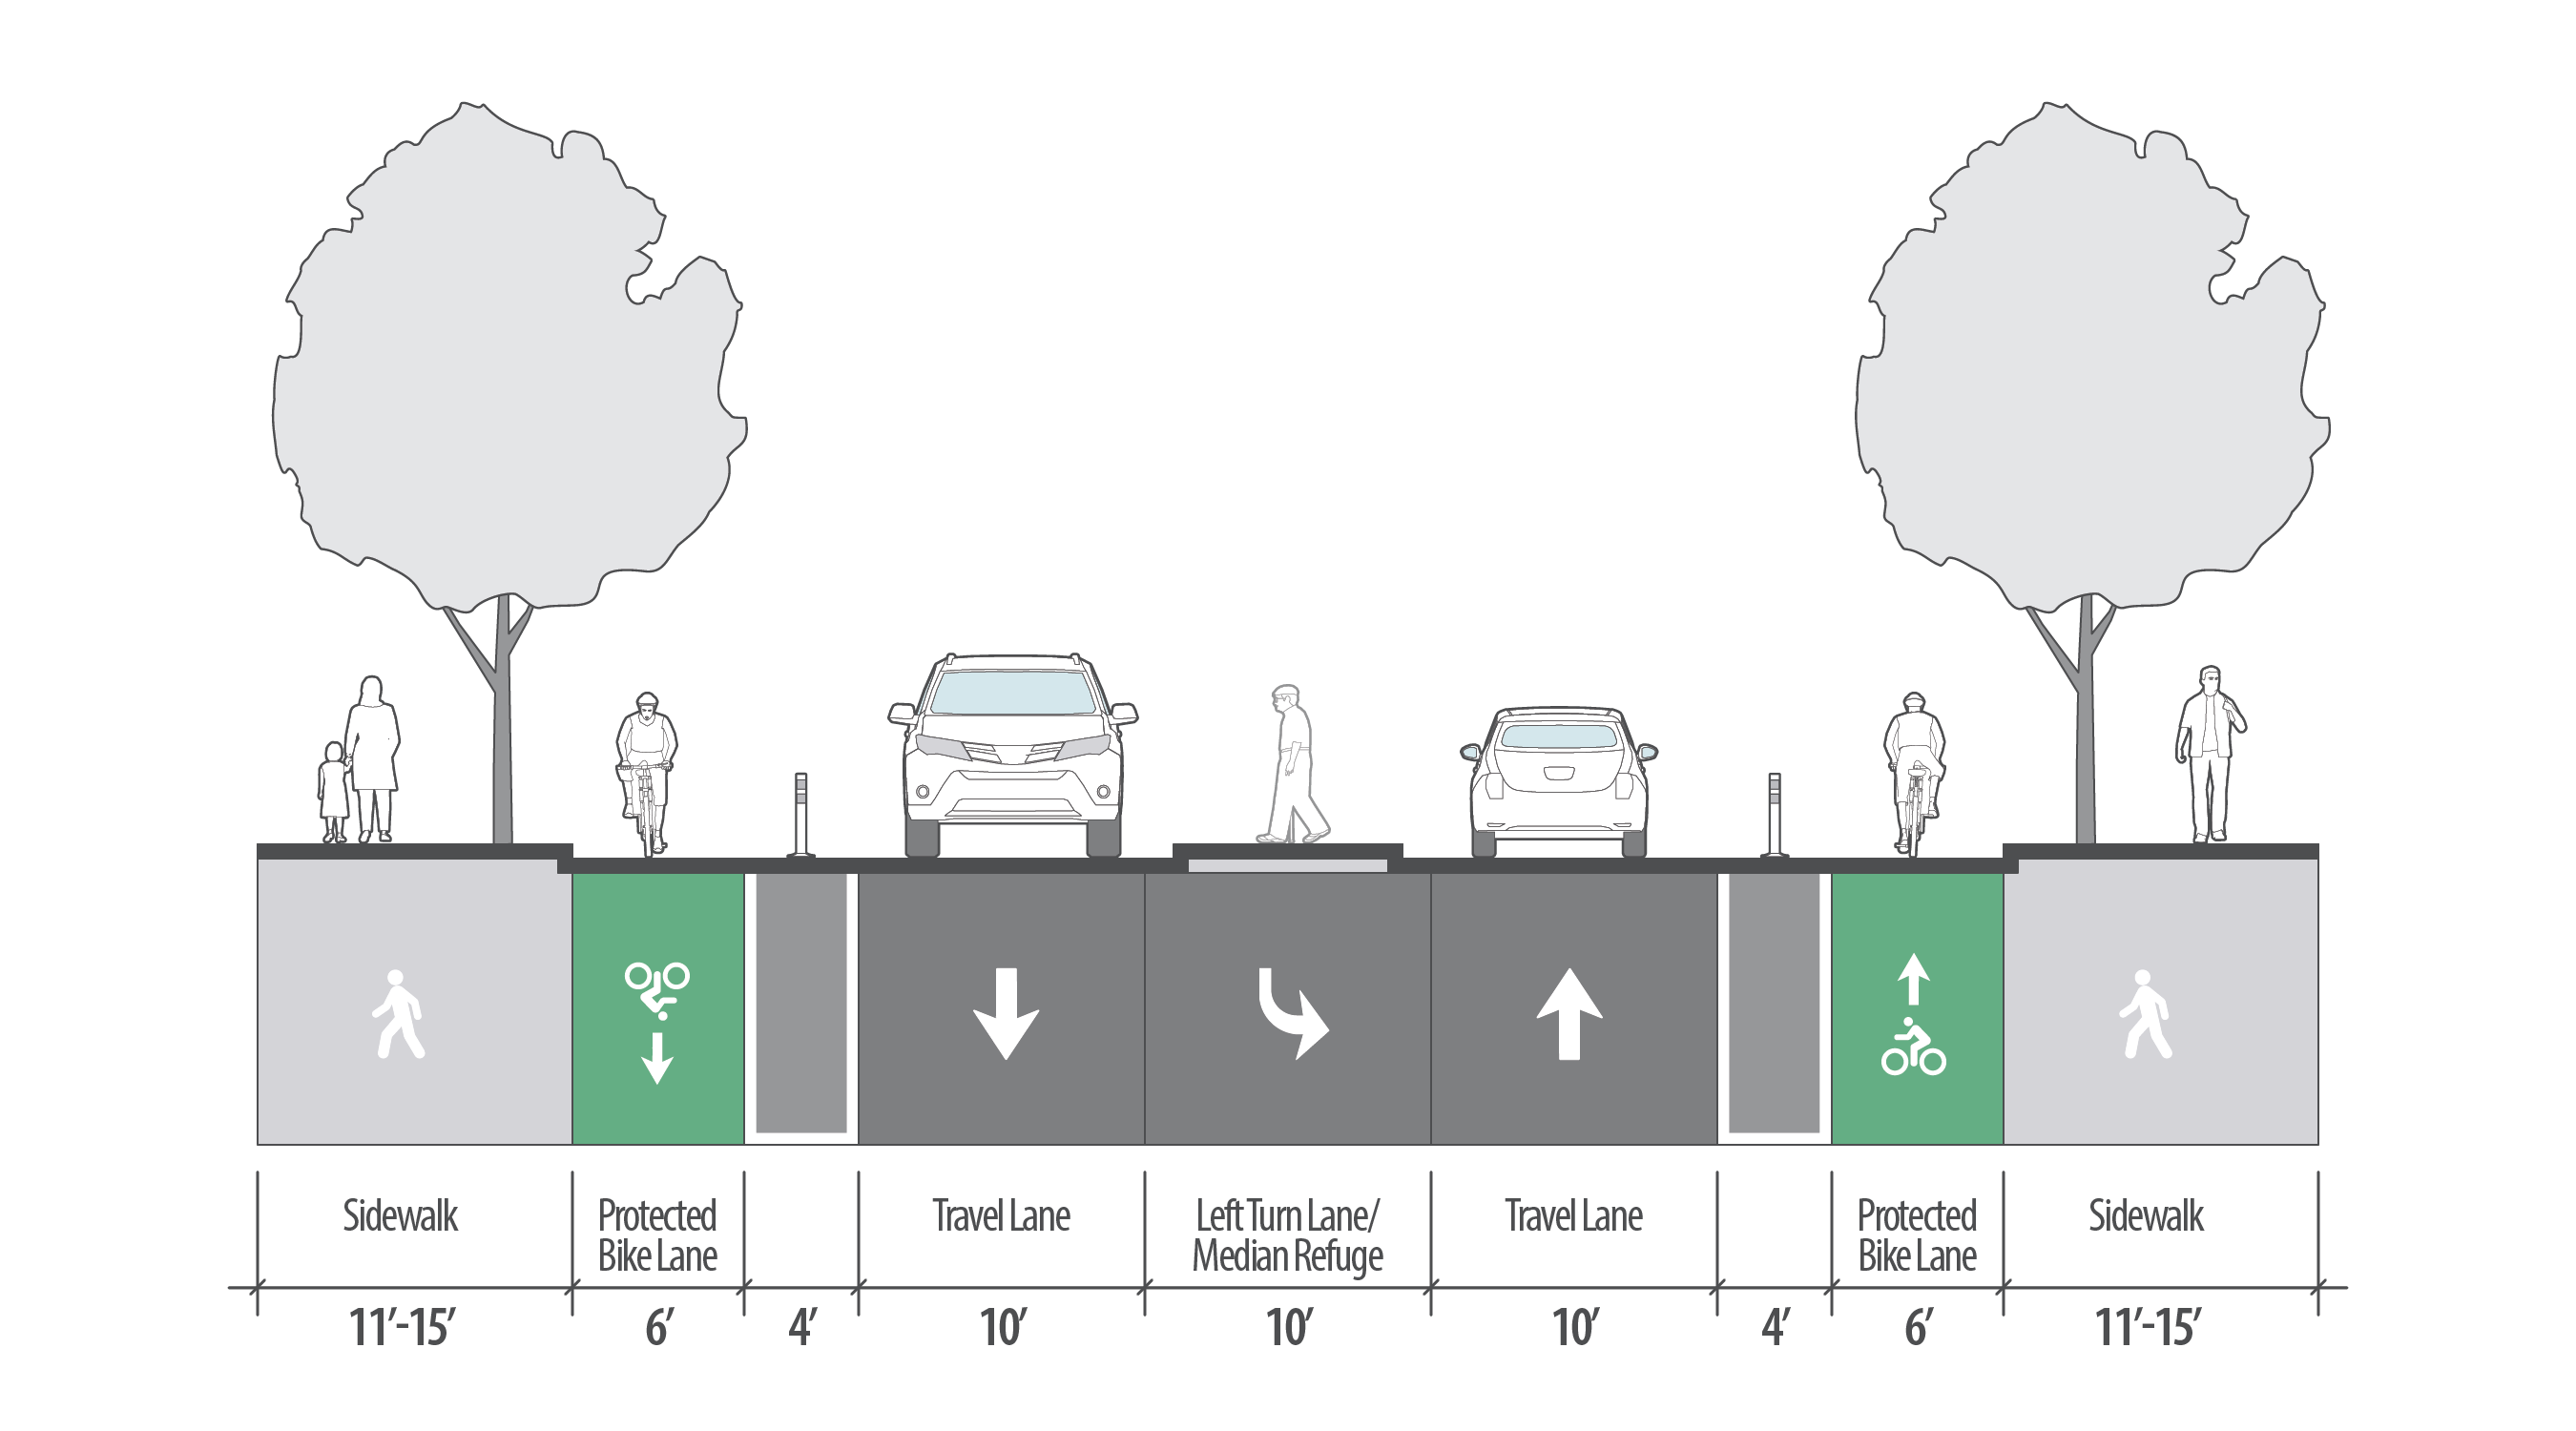 Sidewalk
Protected
Bike Lane
Travel Lane
Left Turn Lane/
Median Refuge
Travel Lane
Protected
Bike Lane
Sidewalk
11’-15’
6’
4’
10’
10’
10’
4’
6’
11’-15’